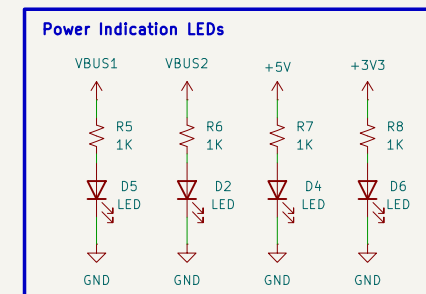 Power Indication LEDs
VBUS1 VBUS2 +5V +3V3
R5 R6 R7 R8
1K 1K 1K 1K
D5 D2 D4 D6
LED LED LED LED
GND GND GND GND